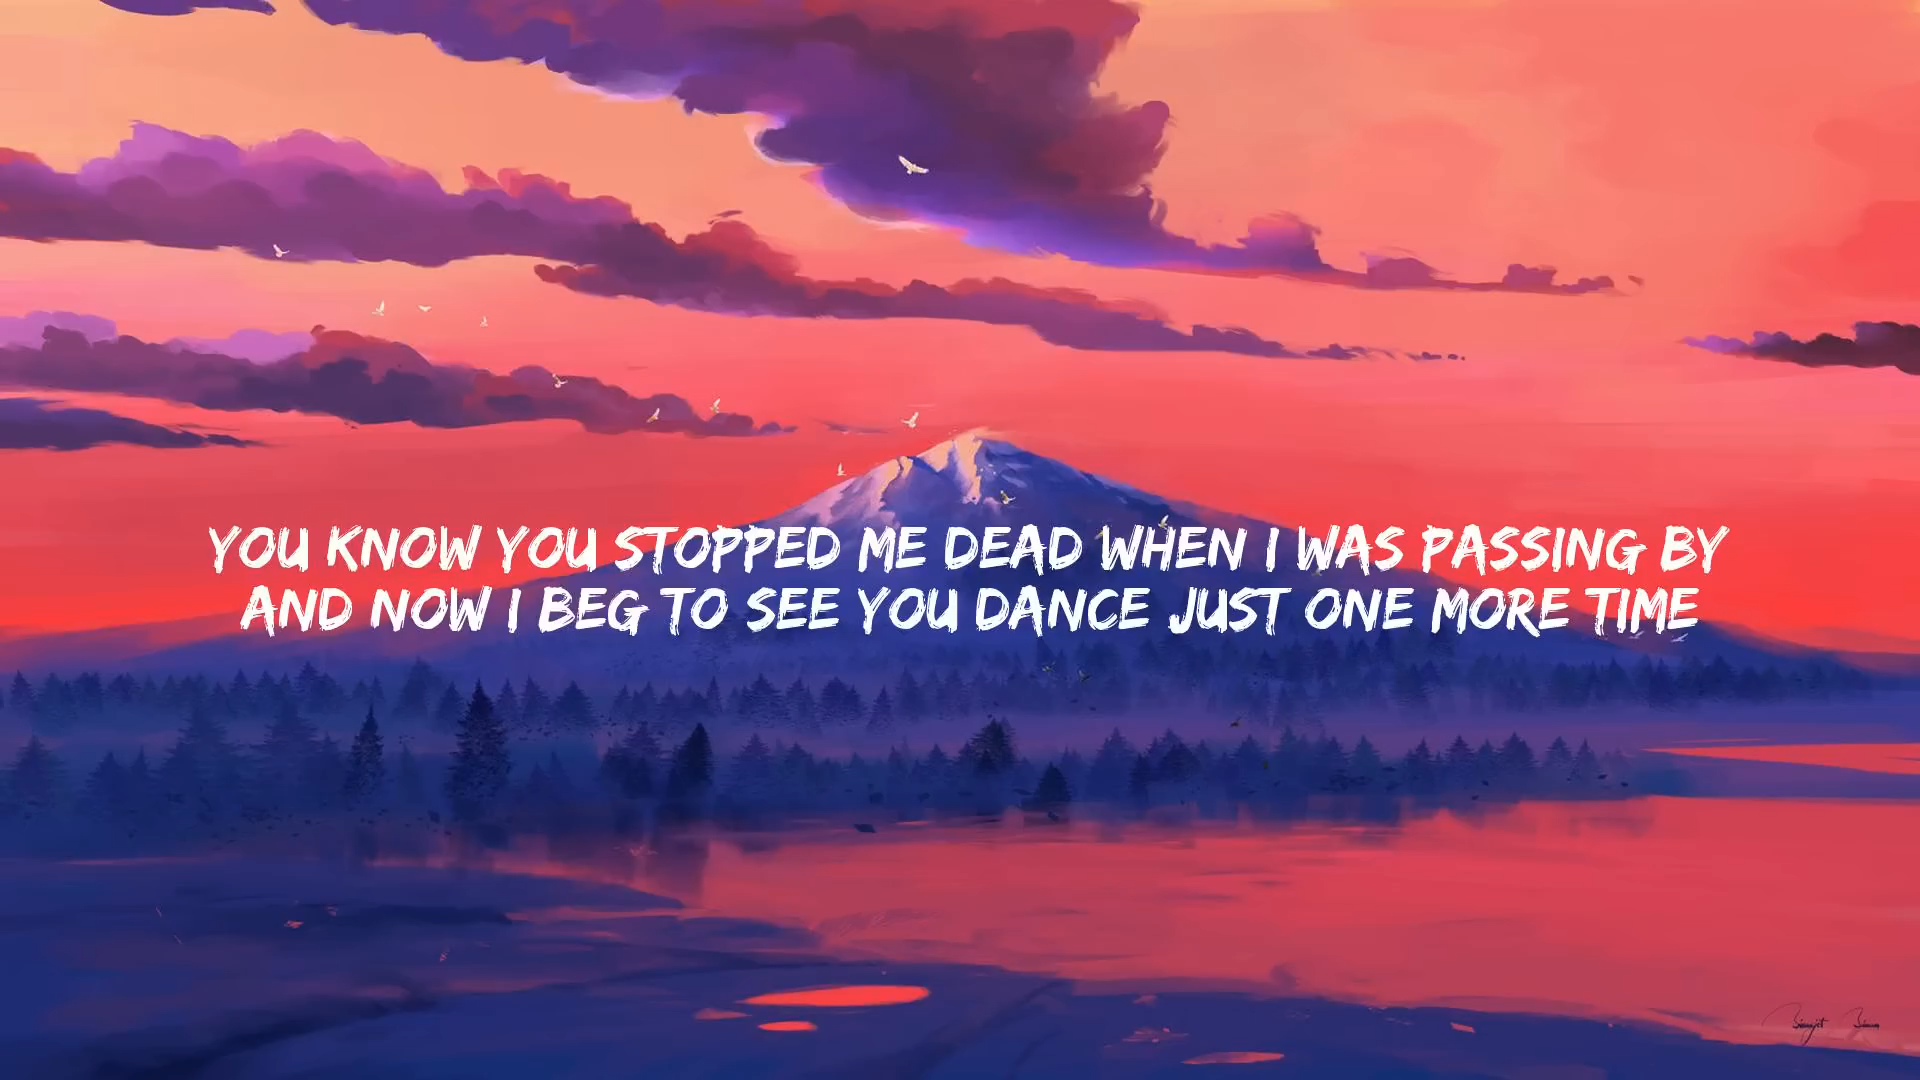 YOU KNOW YOU STOPPED ME DEAD WHEN I WAS PASSING BY
AND NOW I BEG TO SEE YOU DANCE JUST ONE MORE TIME